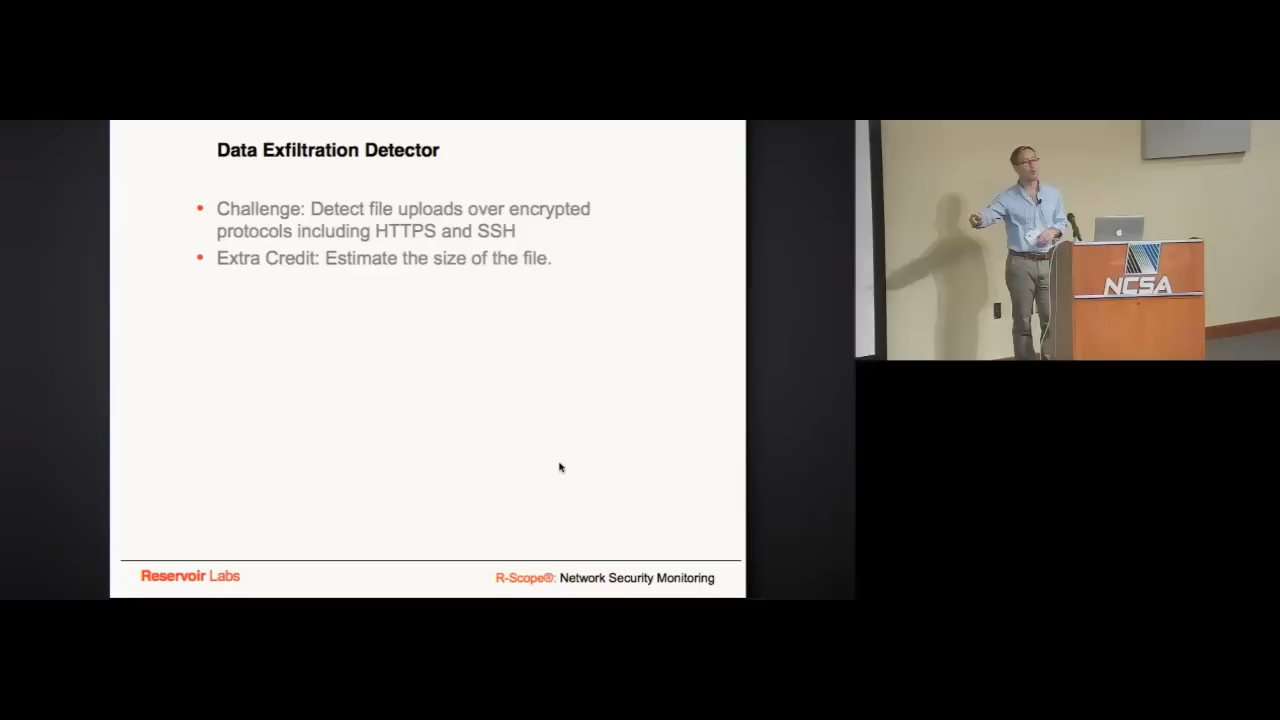 Data Exfiltration Detector
• Challenge: Detect file uploads over encrypted
protocols including HTTPS and SSH
• Extra Credit: Estimate the size of the file.
Reservoir Labs
R-Scope®: Network Security Monitoring
NCSA